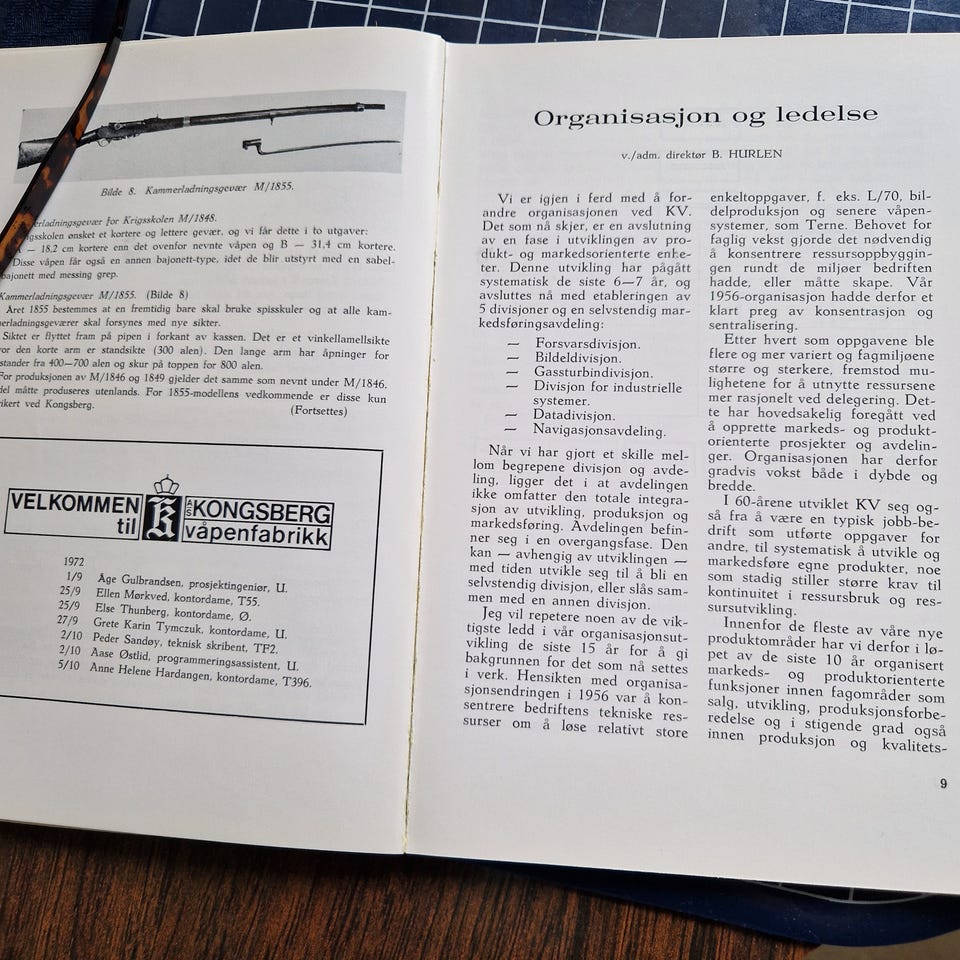 Bilde 8. Kammerladningsgevær M/1855.
for Krigsskolen M/1848.
ønsket et kortere og lettere gevær, og vi får dette i to utgaver:
— 18,2 cm kortere enn det ovenfor nevnte våpen og B — 31,4 cm kortere.
Disse våpen får også en annen bajonett-type, idet de blir utstyrt med en sabel-
bajonett med messing grep.
Kammerladningsgevær M/1855. (Bilde 8)
Året 1855 bestemmes at en fremtidig bare skal bruke spisskuler og at alle kam-
merladningsgeværer skal forsynes med nye sikter.
Siktet er flyttet fram på pipen i forkant av kassen. Det er et vinkellamellsikte
den korte arm er standsikte (300 alen). Den lange arm har åpninger for
fra 400—700 alen og skur på toppen for 800 alen.
For produksjonen av M/1846 og 1849 gjelder det samme som nevnt under M/1846,
del måtte produseres utenlands. For 1855-modellens vedkommende er disse kun
ved Kongsberg. (Fortsettes)
VELKOMMEN
til
A/S KONGSBERG
våpenfabrikk
1972
1/9 Åge Gulbrandsen, prosjektingeniør, U.
25/9 Ellen Mørkved, kontordame, T55.
25/9 Else Thunberg, kontordame, Ø.
27/9 Grete Karin Tymczuk, kontordame, U.
2/10 Peder Sandøy, teknisk skribent, TF2.
2/10 Aase Østlid, programmeringsassistent, U.
5/10 Anne Helene Hardangen, kontordame, T396.
Organisasjon og ledelse
v./adm. direktør B. HURLEN
Vi er igjen i ferd med å for-
andre organisasjonen ved KV.
Det som nå skjer, er en avslutning
av en fase i utviklingen av pro-
dukt- og markedsorienterte enhe-
ter. Denne utvikling har pågått
systematisk de siste 6—7 år, og
avsluttes nå med etableringen av
5 divisjoner og en selvstendig mar-
kedsføringsavdeling:
— Forsvarsdivisjon.
— Bildeldivisjon.
— Gassturbindivisjon.
— Divisjon for industrielle
systemer.
— Datadivisjon.
— Navigasjonsavdeling.
Når vi har gjort et skille mel-
lom begrepene divisjon og avde-
ling, ligger det i at avdelingen
ikke omfatter den totale integra-
sjon av utvikling, produksjon og
markedsføring. Avdelingen befin-
ner seg i en overgangsfase. Den
kan — avhengig av utviklingen —
med tiden utvikle seg til å bli en
selvstendig divisjon, eller slås sam-
men med en annen divisjon.
Jeg vil repetere noen av de vik-
tigste ledd i vår organisasjonsut-
vikling de siste 15 år for å gi
bakgrunnen for det som nå settes
i verk. Hensikten med organisa-
sjonsendringen i 1956 var å kon-
sentrere bedriftens tekniske res-
surser om å løse relativt store
enkeltoppgaver, f. eks. L/70, bil-
delproduksjon og senere våpen-
systemer, som Terne. Behovet for
faglig vekst gjorde det nødvendig
å konsentrere ressursoppbyggin-
gen rundt de miljøer bedriften
hadde, eller måtte skape. Vår
1956-organisasjon hadde derfor et
klart preg av konsentrasjon og
sentralisering.
Etter hvert som oppgavene ble
flere og mer variert og fagmiljøene
større og sterkere, fremstod mu-
lighetene for å utnytte ressursene
mer rasjonelt ved delegering. Det-
te har hovedsakelig foregått ved
å opprette markeds- og produkt-
orienterte prosjekter og avdelin-
ger. Organisasjonen har derfor
gradvis vokst både i dybde og
bredde.
I 60-årene utviklet KV seg og-
så fra å være en typisk jobb-be-
drift som utførte oppgaver for
andre, til systematisk å utvikle og
markedsføre egne produkter, noe
som stadig stiller større krav til
kontinuitet i ressursbruk og res-
sursutvikling.
Innenfor de fleste av våre nye
produktområder har vi derfor i lø-
pet av de siste 10 år organisert
markeds- og produktorienterte
funksjoner innen fagområder som
salg, utvikling, produksjonsforbe-
redelse og i stigende grad også
innen produksjon og kvalitets-
9